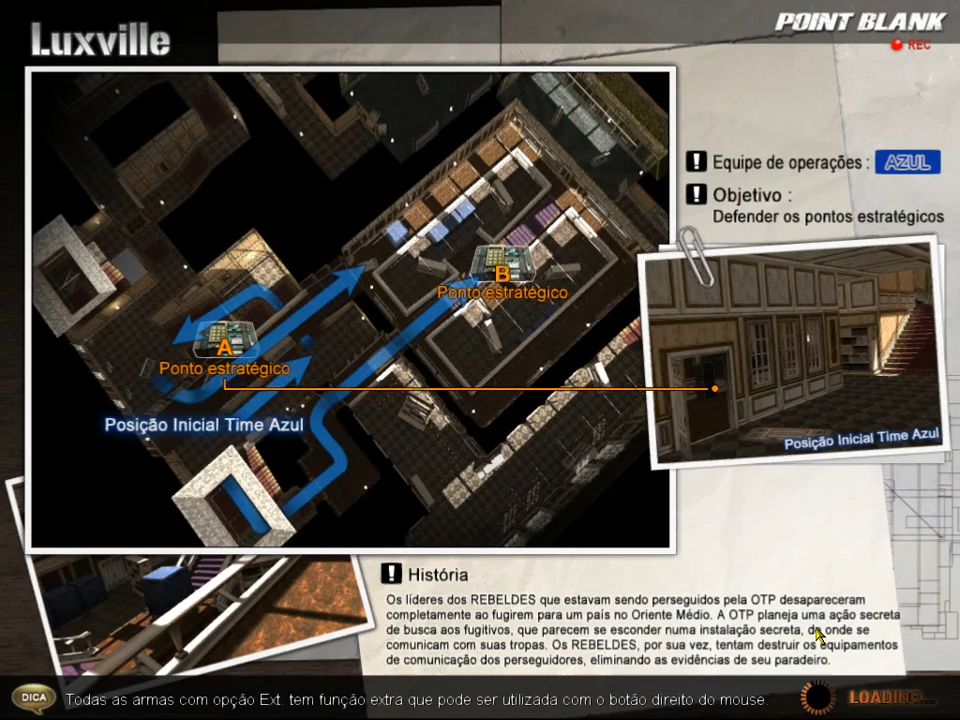 Luxville
POINT BLANK
REC
! Equipe de operações : AZUL
! Objetivo :
Defender os pontos estratégicos
B
Ponto estratégico
A
Ponto estratégico
Posição Inicial Time Azul
Posição Inicial Time Azul
! História
Os líderes dos REBELDES que estavam sendo perseguidos pela OTP desapareceram
completamente ao fugirem para um país no Oriente Médio. A OTP planeja uma ação secreta
de busca aos fugitivos, que parecem se esconder numa instalação secreta, de onde se
comunicam com suas tropas. Os REBELDES, por sua vez, tentam destruir os equipamentos
de comunicação dos perseguidores, eliminando as evidências de seu paradeiro.
DICA Todas as armas com opção Ext. tem função extra que pode ser utilizada com o botão direito do mouse.
LOADING...